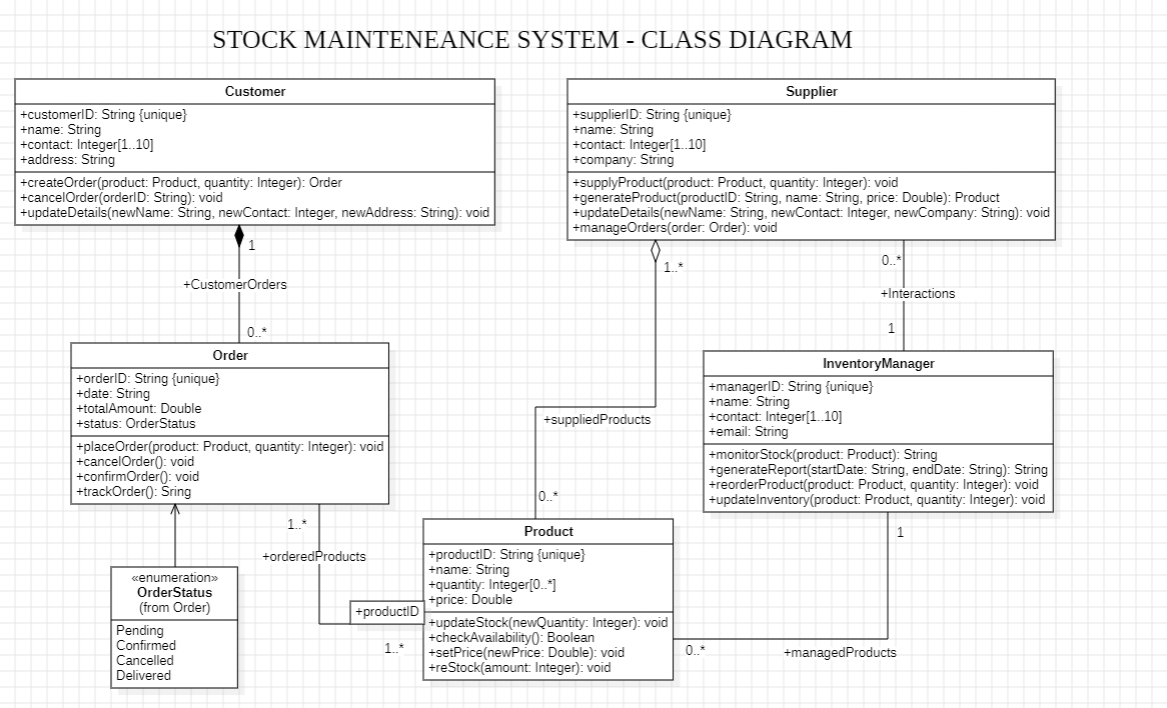 STOCK MAINTENEANCE SYSTEM - CLASS DIAGRAM
Customer
+customerID: String {unique}
+name: String
+contact: Integer[1..10]
+address: String
+createOrder(product: Product, quantity: Integer): Order
+cancelOrder(orderID: String): void
+updateDetails(newName: String, newContact: Integer, newAddress: String): void
Supplier
+supplierID: String {unique}
+name: String
+contact: Integer[1..10]
+company: String
+supplyProduct(product: Product, quantity: Integer): void
+generateProduct(productID: String, name: String, price: Double): Product
+updateDetails(newName: String, newContact: Integer, newCompany: String): void
+manageOrders(order: Order): void
1
+CustomerOrders
0..*
1..*
+suppliedProducts
0..*
0..*
+Interactions
1
Order
+orderID: String {unique}
+date: String
+totalAmount: Double
+status: OrderStatus
+placeOrder(product: Product, quantity: Integer): void
+cancelOrder(): void
+confirmOrder(): void
+trackOrder(): Sring
InventoryManager
+managerID: String {unique}
+name: String
+contact: Integer[1..10]
+email: String
+monitorStock(product: Product): String
+generateReport(startDate: String, endDate: String): String
+reorderProduct(product: Product, quantity: Integer): void
+updateInventory(product: Product, quantity: Integer): void
1..*
+orderedProducts
+productID
1..*
Product
+productID: String {unique}
+name: String
+quantity: Integer[0..*]
+price: Double
+updateStock(newQuantity: Integer): void
+checkAvailability(): Boolean
+setPrice(newPrice: Double): void
+reStock(amount: Integer): void
1
0..*
+managedProducts
«enumeration»
OrderStatus
(from Order)
Pending
Confirmed
Cancelled
Delivered